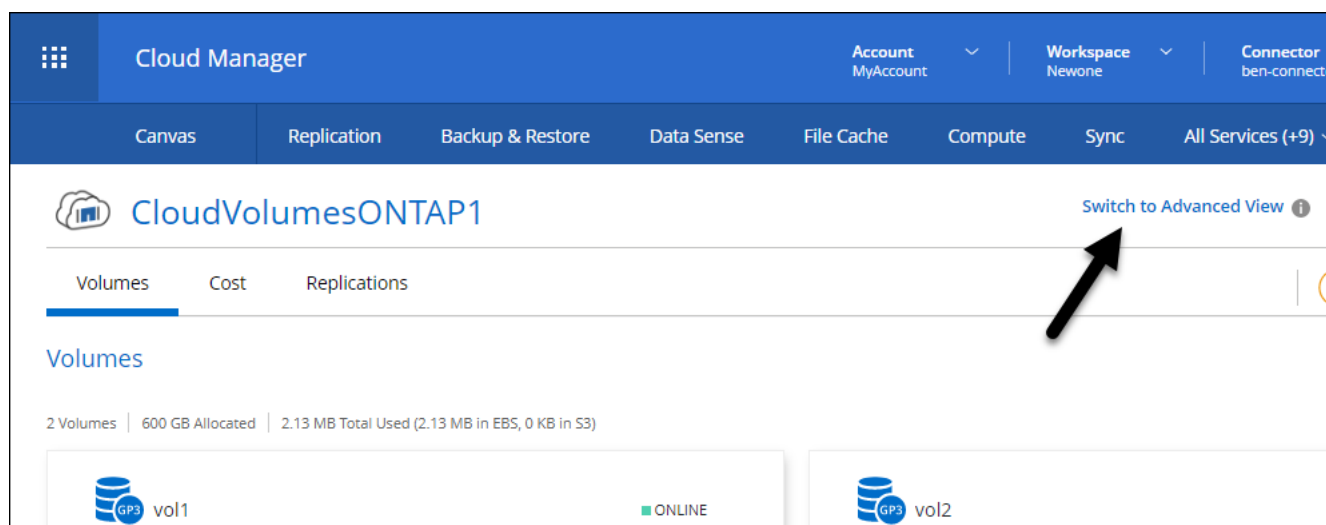 Cloud Manager
Account
MyAccount
Workspace
Newone
Connector
ben-connect
Canvas Replication Backup & Restore Data Sense File Cache Compute Sync All Services (+9)
CloudVolumesONTAP1
Switch to Advanced View
Volumes Cost Replications
Volumes
2 Volumes | 600 GB Allocated | 2.13 MB Total Used (2.13 MB in EBS, 0 KB in S3)
GP3 vol1 ONLINE
GP3 vol2